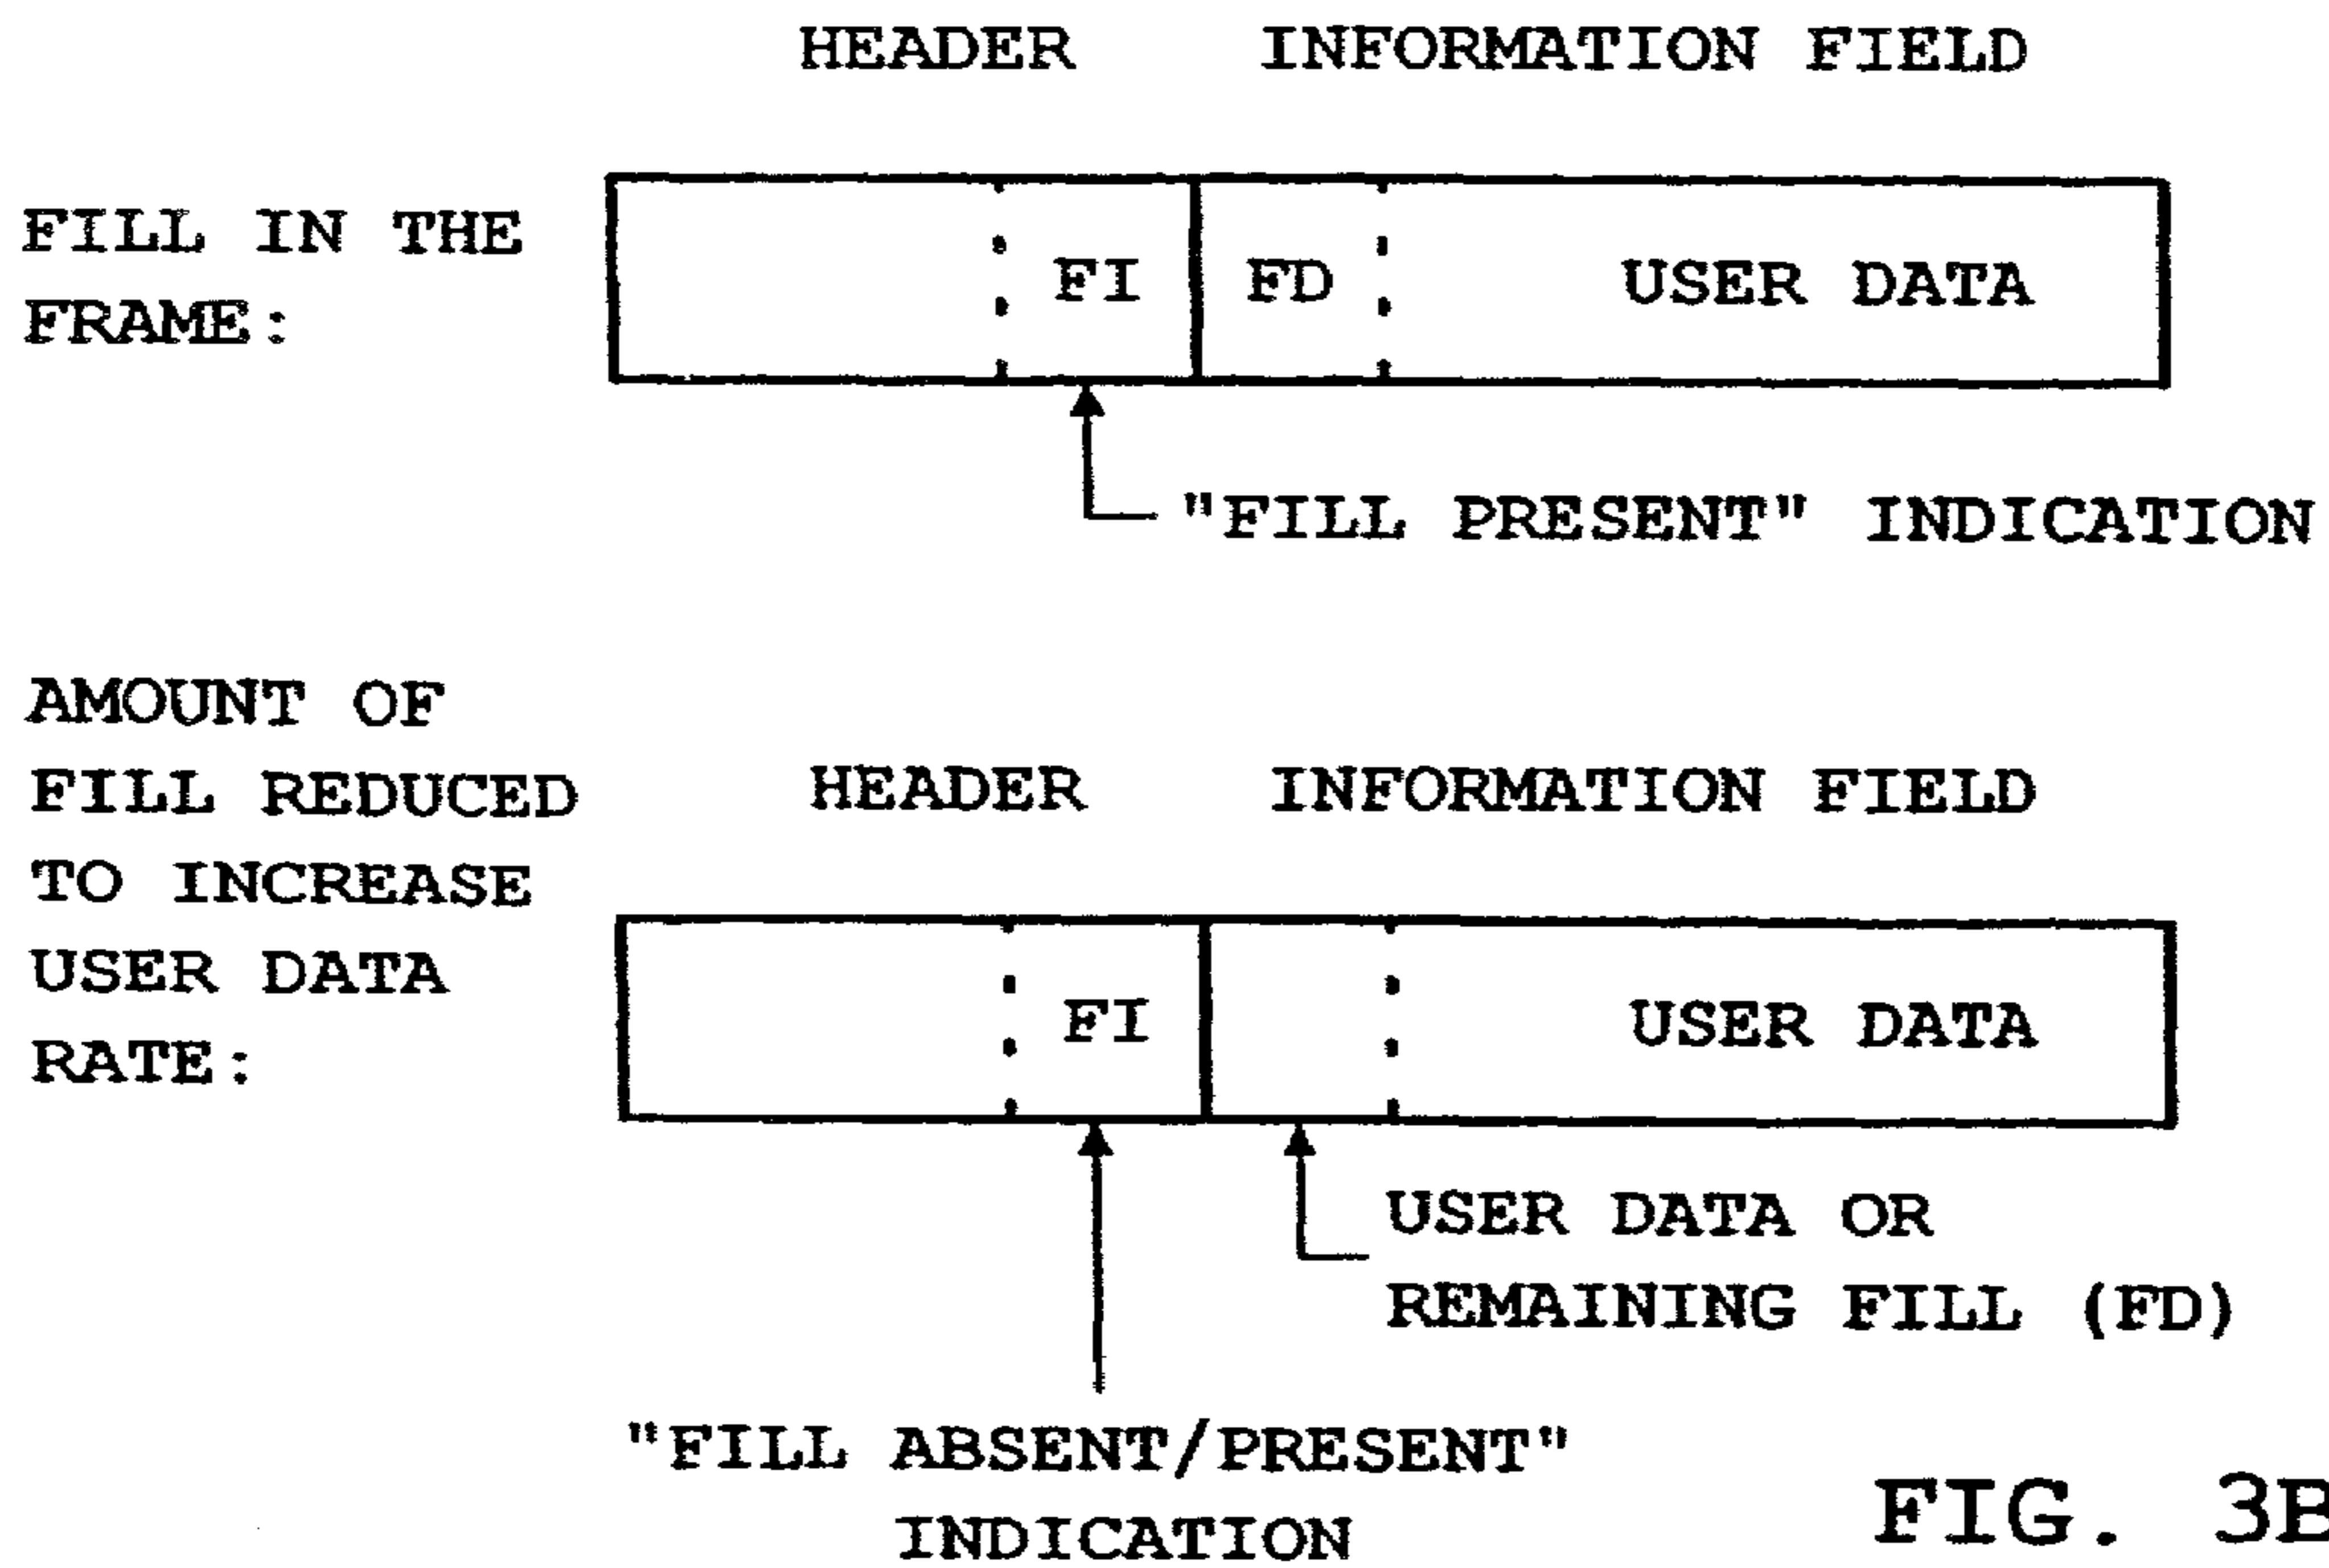 HEADER INFORMATION FIELD
FILL IN THE
FRAME:
FI FD USER DATA
"FILL PRESENT" INDICATION
AMOUNT OF
FILL REDUCED
TO INCREASE
USER DATA
RATE:
HEADER INFORMATION FIELD
FI USER DATA
USER DATA OR
REMAINING FILL (FD)
"FILL ABSENT/PRESENT"
INDICATION
FIG. 3B